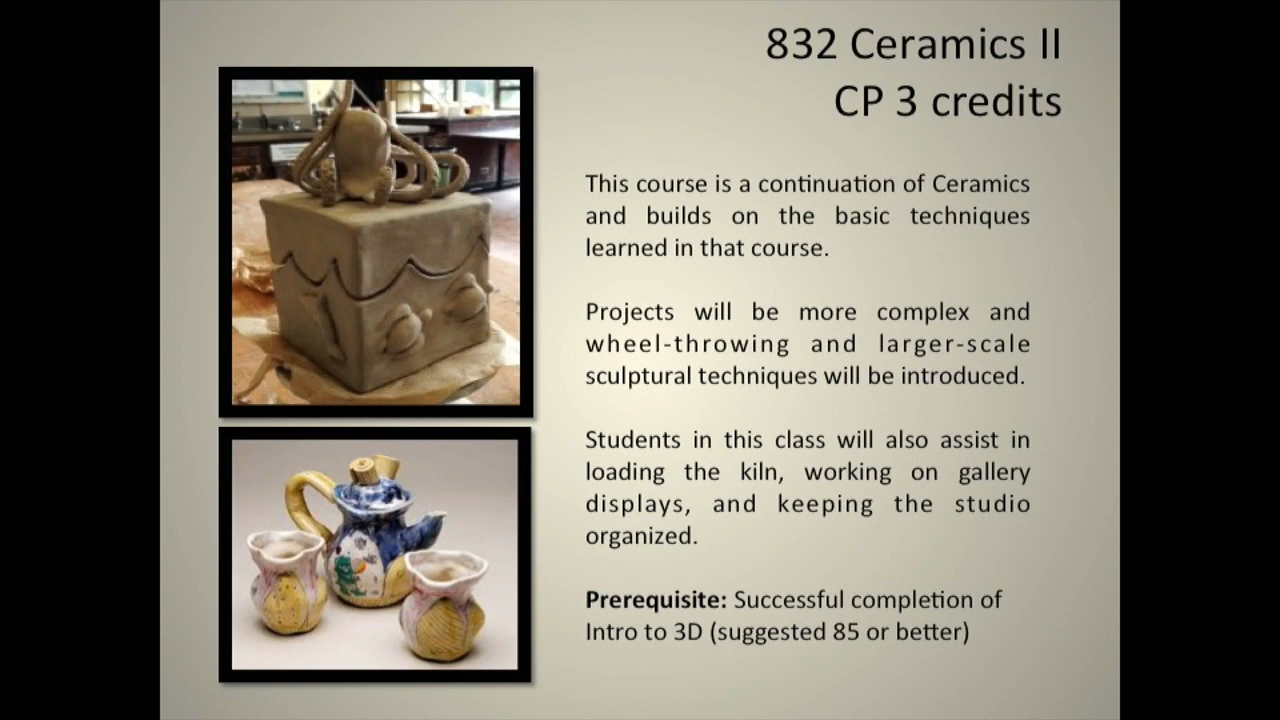 832 Ceramics II
CP 3 credits
This course is a continuation of Ceramics
and builds on the basic techniques
learned in that course.
Projects will be more complex and
wheel-throwing and larger-scale
sculptural techniques will be introduced.
Students in this class will also assist in
loading the kiln, working on gallery
displays, and keeping the studio
organized.
Prerequisite: Successful completion of
Intro to 3D (suggested 85 or better)